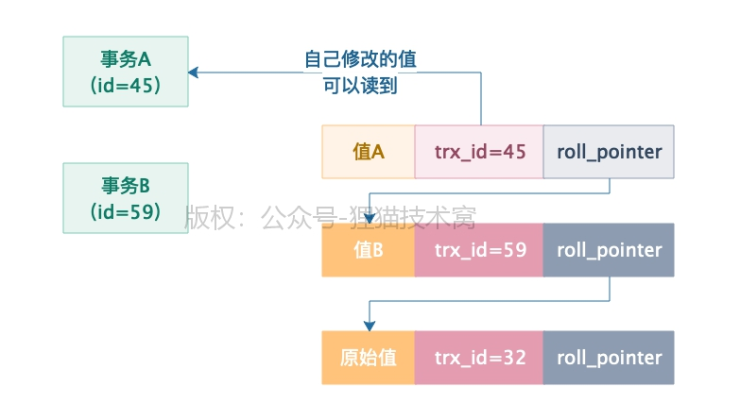 事务A
(id=45)
自己修改的值
可以读到
值A
trx_id=45
roll_pointer
事务B
(id=59)
版权：公众号-狸猫技术窝
值B
trx_id=59
roll_pointer
原始值
trx_id=32
roll_pointer